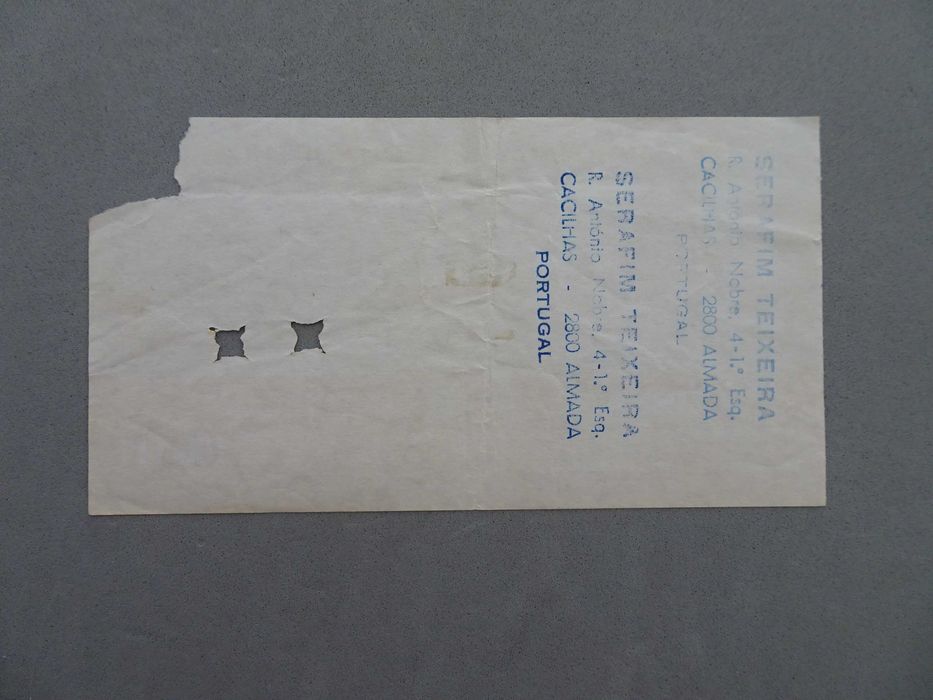 SERAFIM TEIXEIRA
R. António Nobre, 4-1.º Esq.
CACILHAS - 2800 ALMADA
PORTUGAL
SERAFIM TEIXEIRA
R. António Nobre, 4-1.º Esq.
CACILHAS - 2800 ALMADA
PORTUGAL